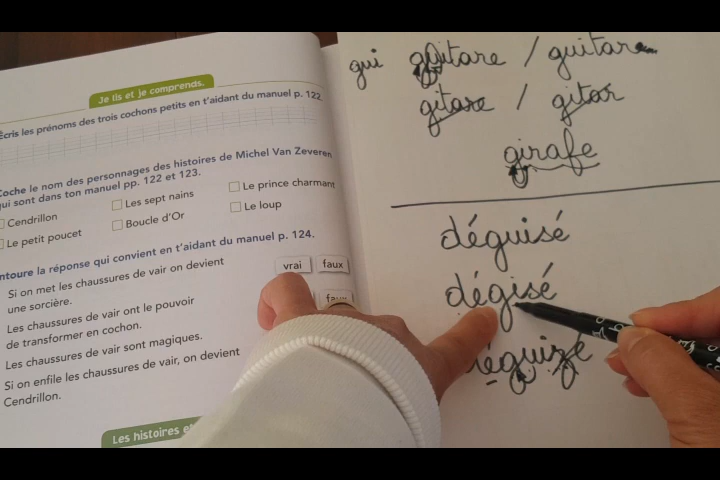 Je lis et je comprends.
Écris les prénoms des trois cochons petits en t'aidant du manuel p. 122
Coche le nom des personnages des histoires de Michel Van Zeveren
qui sont dans ton manuel pp. 122 et 123.
Cendrillon
Les sept nains
Le prince charmant
Le petit poucet
Boucle d'Or
Le loup
ntoure la réponse qui convient en t'aidant du manuel p. 124.
Si on met les chaussures de vair on devient
une sorcière.
vrai faux
Les chaussures de vair ont le pouvoir
de transformer en cochon.
faux
Les chaussures de vair sont magiques.
Si on enfile les chaussures de vair, on devient
Cendrillon.
Les histoires et
gui guitare / guitare
gitare / gitar
girafe
déguisé
dégisé
déguizé